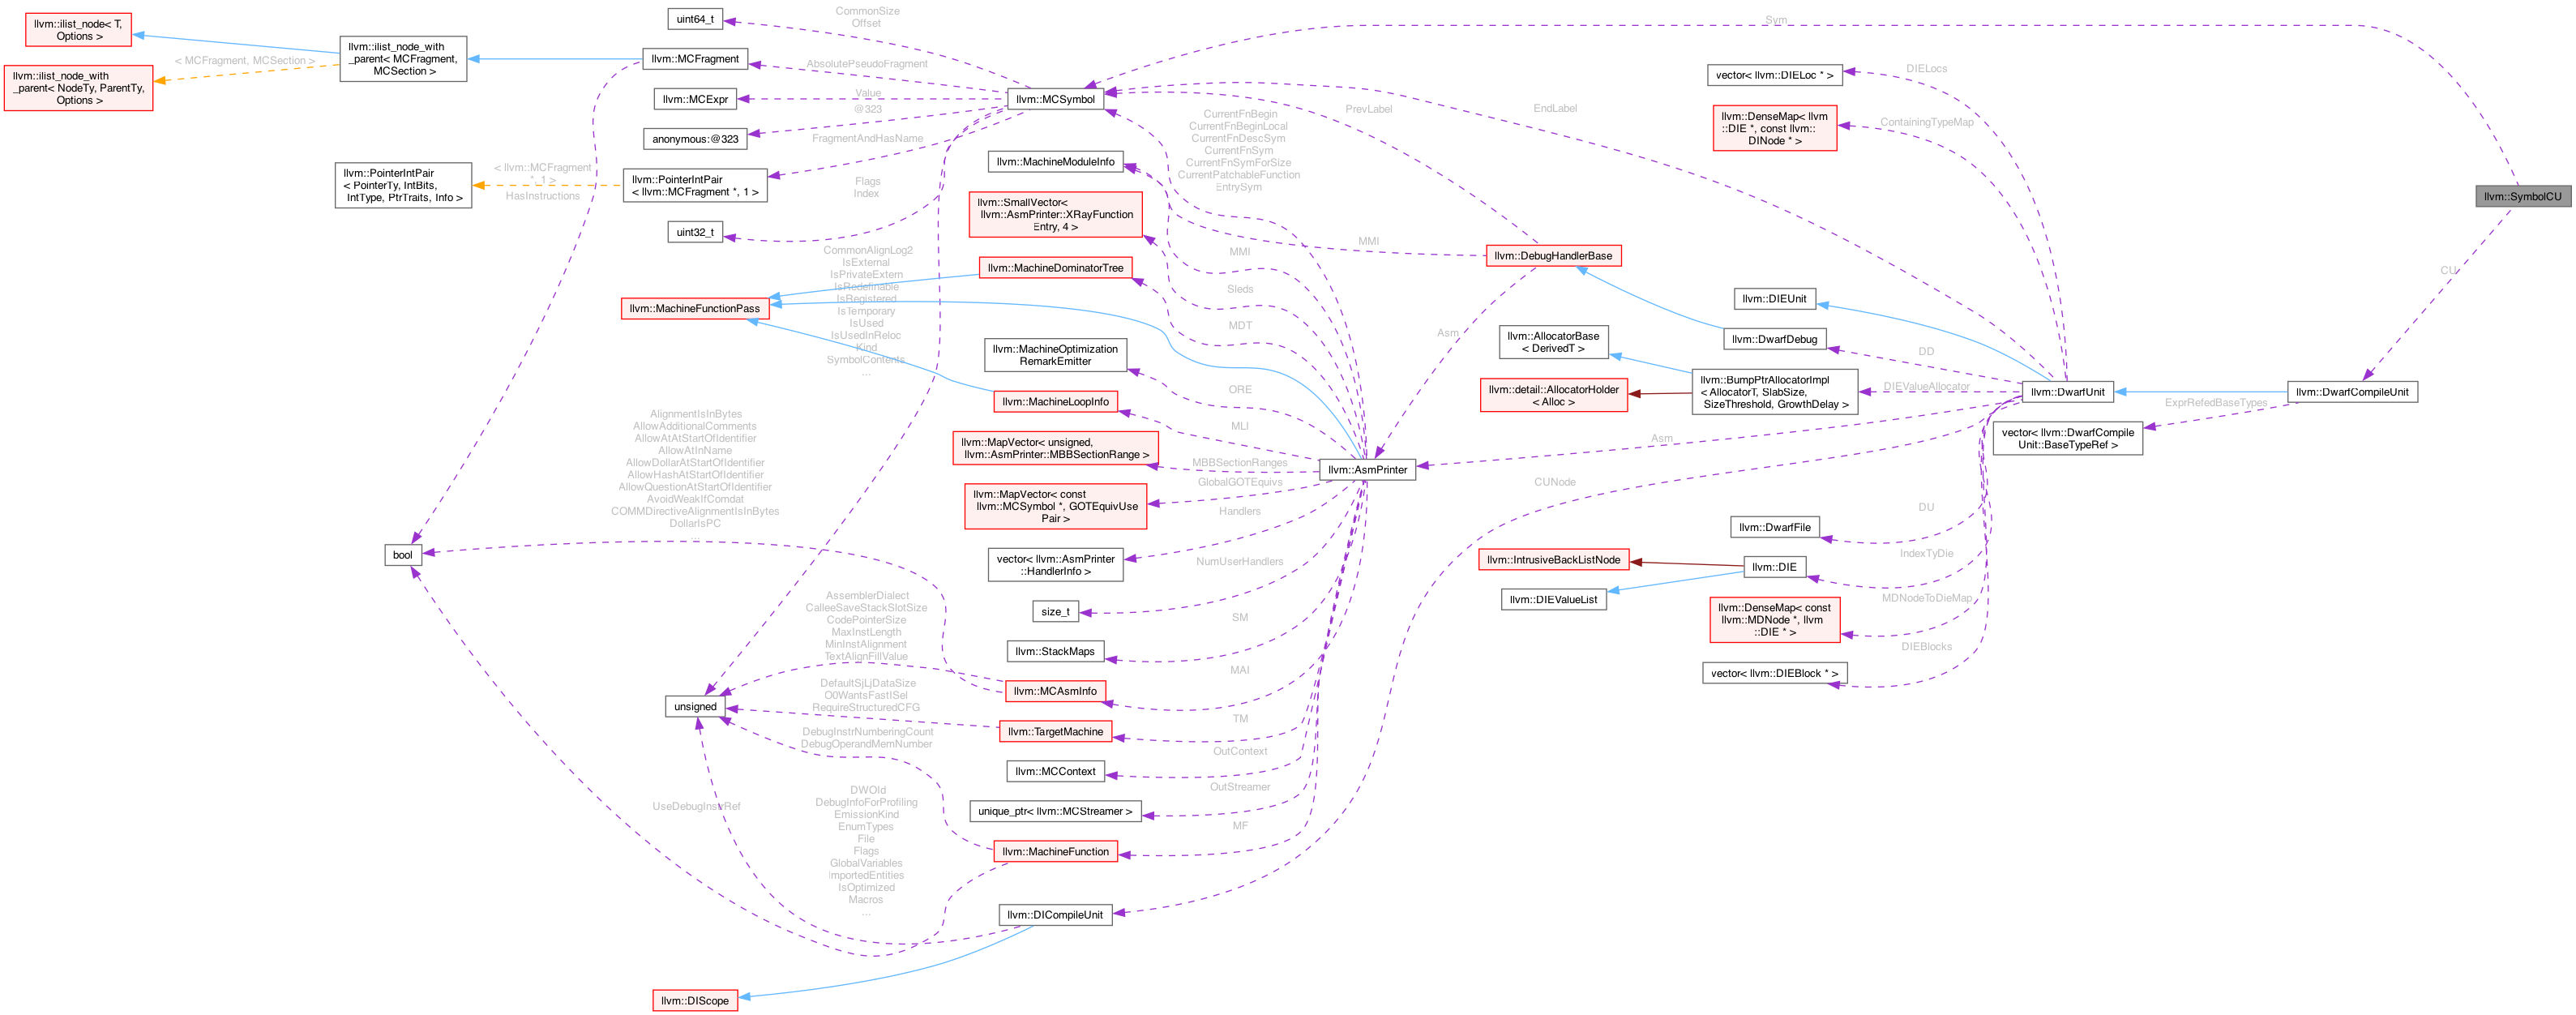 llvm::ilist_node< T,
Options >
llvm::ilist_node_with
_parent< NodeTy, ParentTy,
Options >
< MCFragment, MCSection >
llvm::ilist_node_with
_parent< MCFragment,
MCSection >
llvm::PointerIntPair
< PointerTy, IntBits,
IntType, PtrTraits, Info >
< llvm::MCFragment
*, 1 >
HasInstructions
bool
uint64_t
llvm::MCFragment
llvm::MCExpr
anonymous:@323
llvm::PointerIntPair
< llvm::MCFragment *, 1 >
uint32_t
llvm::MachineFunctionPass
unsigned
llvm::DIScope
CommonSize
Offset
AbsolutePseudoFragment
Value
@323
FragmentAndHasName
Flags
Index
CommonAlignLog2
IsExternal
IsPrivateExtern
IsRedefinable
IsRegistered
IsTemporary
IsUsed
IsUsedInReloc
Kind
SymbolContents
...
AlignmentIsInBytes
AllowAdditionalComments
AllowAtAtStartOfIdentifier
AllowAtInName
AllowDollarAtStartOfIdentifier
AllowHashAtStartOfIdentifier
AllowQuestionAtStartOfIdentifier
AvoidWeakIfComdat
COMMDirectiveAlignmentIsInBytes
DollarIsPC
...
AssemblerDialect
CalleeSaveStackSlotSize
CodePointerSize
MaxInstLength
MinInstAlignment
TextAlignFillValue
DefaultSjLjDataSize
O0WantsFastISel
RequireStructuredCFG
DebugInstrNumberingCount
DebugOperandMemNumber
UseDebugInstrRef
DWOId
DebugInfoForProfiling
EmissionKind
EnumTypes
File
Flags
GlobalVariables
ImportedEntities
IsOptimized
Macros
...
llvm::MCSymbol
llvm::MachineModuleInfo
llvm::SmallVector<
llvm::AsmPrinter::XRayFunction
Entry, 4 >
llvm::MachineDominatorTree
llvm::MachineOptimization
RemarkEmitter
llvm::MachineLoopInfo
llvm::MapVector< unsigned,
llvm::AsmPrinter::MBBSectionRange >
llvm::MapVector< const
llvm::MCSymbol *, GOTEquivUse
Pair >
vector< llvm::AsmPrinter
::HandlerInfo >
size_t
llvm::StackMaps
llvm::MCAsmInfo
llvm::TargetMachine
llvm::MCContext
unique_ptr< llvm::MCStreamer >
llvm::MachineFunction
llvm::DICompileUnit
CurrentFnBegin
CurrentFnBeginLocal
CurrentFnDescSym
CurrentFnSym
CurrentFnSymForSize
CurrentPatchableFunction
EntrySym
MMI
Sleds
MDT
ORE
MLI
MBBSectionRanges
GlobalGOTEquivs
Handlers
NumUserHandlers
SM
MAI
TM
OutContext
OutStreamer
MF
llvm::AsmPrinter
PrevLabel
MMI
Asm
llvm::DebugHandlerBase
EndLabel
Asm
CUNode
vector< llvm::DIELoc * >
llvm::DenseMap< llvm
::DIE *, const llvm::
DINode * >
llvm::DIEUnit
llvm::DwarfDebug
llvm::AllocatorBase
< DerivedT >
llvm::detail::AllocatorHolder
< Alloc >
llvm::BumpPtrAllocatorImpl
< AllocatorT, SlabSize,
SizeThreshold, GrowthDelay >
llvm::DwarfFile
llvm::IntrusiveBackListNode
llvm::DIE
llvm::DIEValueList
llvm::DenseMap< const
llvm::MDNode *, llvm
::DIE * >
vector< llvm::DIEBlock * >
DIELocs
ContainingTypeMap
DD
DIEValueAllocator
DU
IndexTyDie
MDNodeToDieMap
DIEBlocks
llvm::DwarfUnit
vector< llvm::DwarfCompile
Unit::BaseTypeRef >
ExprRefedBaseTypes
llvm::DwarfCompileUnit
Sym
CU
llvm::SymbolCU